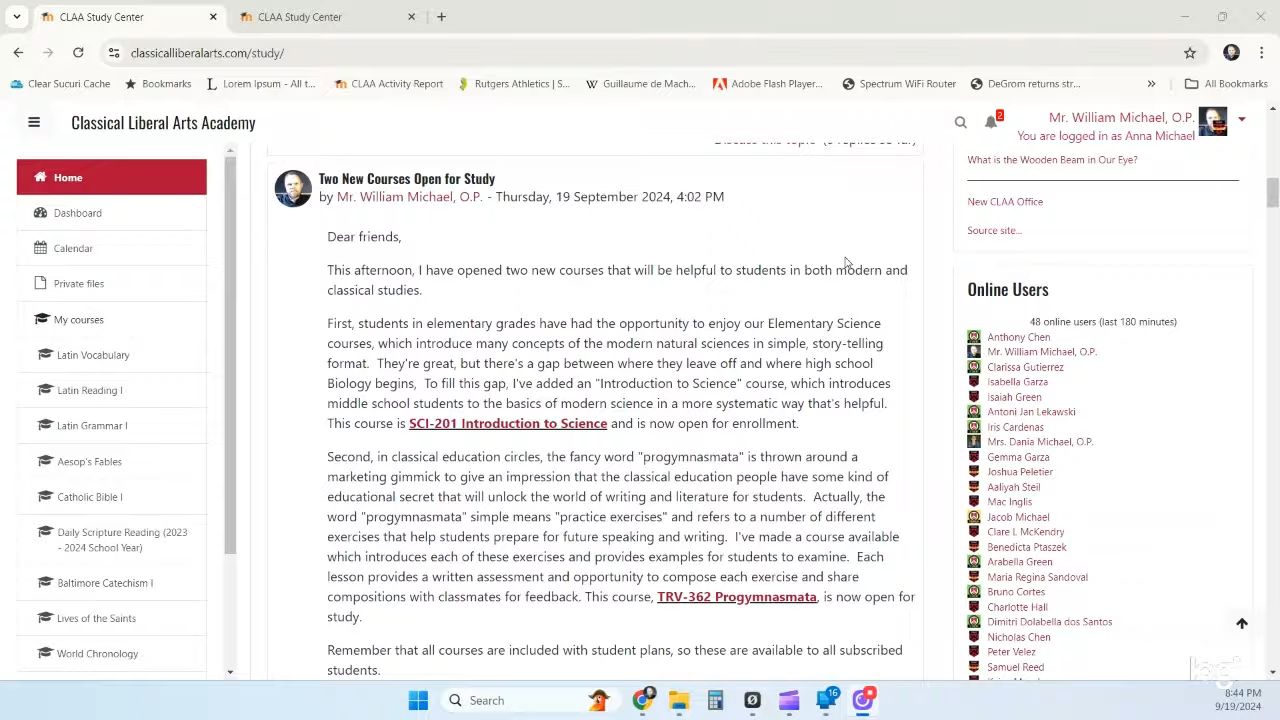 CLAA Study Center
CLAA Study Center
classicalliberalarts.com/study/
Clear Sucuri Cache
Bookmarks
Lorem Ipsum - All t...
CLAA Activity Report
Rutgers Athletics | S...
Guillaume de Mach...
Adobe Flash Player...
Spectrum WiFi Router
DeGrom returns str...
All Bookmarks
Classical Liberal Arts Academy
2
Mr. William Michael, O.P.
You are logged in as Anna Michael
Home
Dashboard
Calendar
Private files
My courses
Latin Vocabulary
Latin Reading I
Latin Grammar I
Aesop's Fables
Catholic Bible I
Daily Scripture Reading (2023
- 2024 School Year)
Baltimore Catechism I
Lives of the Saints
World Chronology
Two New Courses Open for Study
by Mr. William Michael, O.P. - Thursday, 19 September 2024, 4:02 PM
Dear friends,
This afternoon, I have opened two new courses that will be helpful to students in both modern and
classical studies.
First, students in elementary grades have had the opportunity to enjoy our Elementary Science
courses, which introduce many concepts of the modern natural sciences in simple, story-telling
format. They're great, but there's a gap between where they leave off and where high school
Biology begins, To fill this gap, I've added an "Introduction to Science" course, which introduces
middle school students to the basics of modern science in a more systematic way that's helpful.
This course is SCI-201 Introduction to Science and is now open for enrollment.
Second, in classical education circles, the fancy word "progymnasmata" is thrown around a
marketing gimmick to give an impression that the classical education people have some kind of
educational secret that will unlock the world of writing and literature for students. Actually, the
word "progymnasmata" simple means "practice exercises" and refers to a number of different
exercises that help students prepare for future speaking and writing. I've made a course available
which introduces each of these exercises and provides examples for students to examine. Each
lesson provides a written assessment and opportunity to compose each exercise and share
compositions with classmates for feedback. This course, TRV-362 Progymnasmata, is now open for
study.
Remember that all courses are included with student plans, so these are available to all subscribed
students.
What is the Wooden Beam in Our Eye?
New CLAA Office
Source site...
Online Users
48 online users (last 180 minutes)
Anthony Chen
Mr. William Michael, O.P.
Clarissa Gutierrez
Isabella Garza
Isaiah Green
Antoni Jan Lekawski
Iris Cardenas
Mrs. Dania Michael, O.P.
Gemma Garza
Joshua Peletier
Aaliyah Steil
Mac Inglis
Jacob Michael
Clare L McKendry
Benedicta Ptaszek
Arabella Green
Maria Regina Sandoval
Bruno Cortes
Charlotte Hall
Dimitri Dolabella dos Santos
Nicholas Chen
Peter Velez
Samuel Reed
Search
16
8:44 PM
9/19/2024